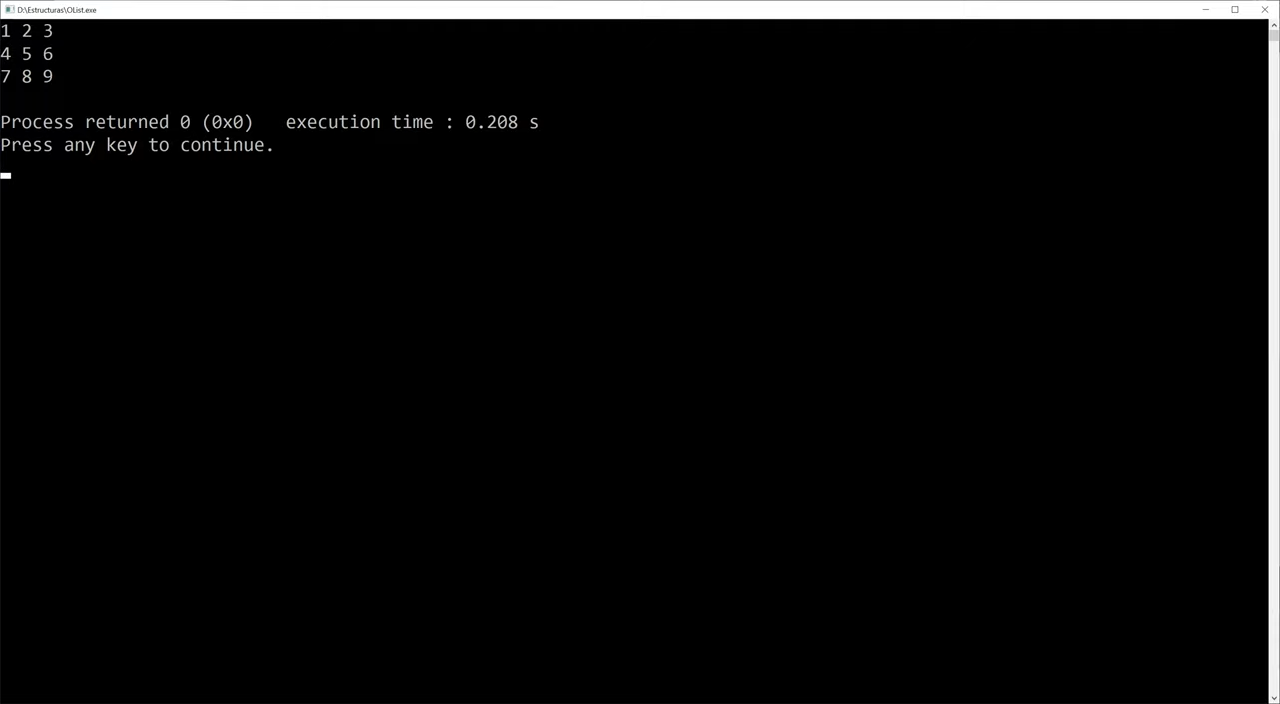 D:\Estructuras\OList.exe
1 2 3
4 5 6
7 8 9
Process returned 0 (0x0)   execution time : 0.208 s
Press any key to continue.